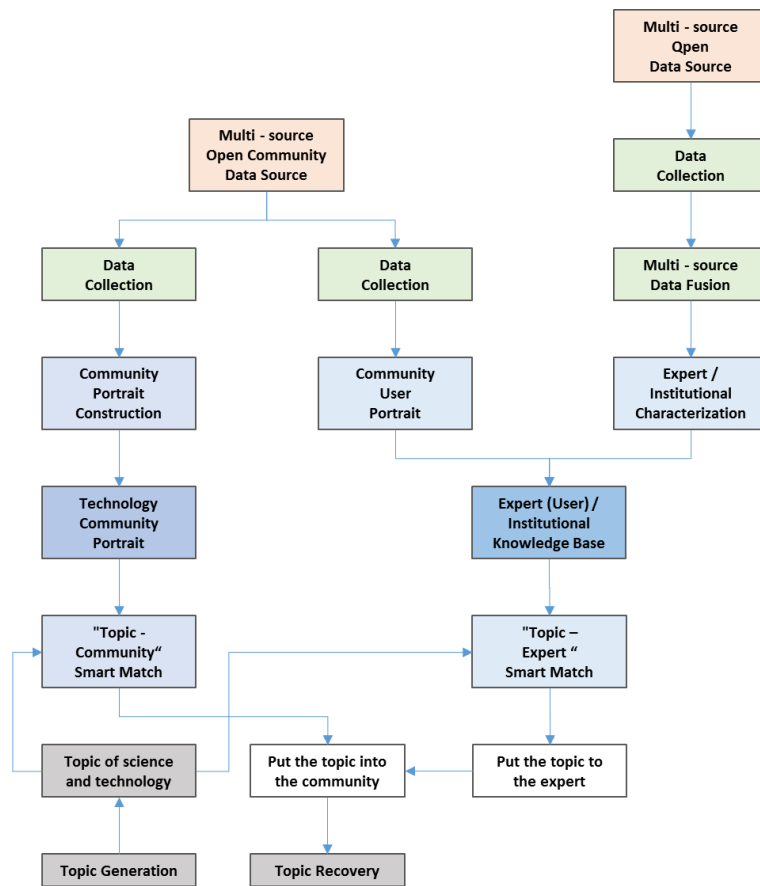 Multi - source
Qpen
Data Source
Multi - source
Open Community
Data Source
Data
Collection
Data
Collection
Data
Collection
Multi - source
Data Fusion
Community
Portrait
Construction
Community
User
Portrait
Expert /
Institutional
Characterization
Technology
Community
Portrait
Expert (User) /
Institutional
Knowledge Base
"Topic -
Community“
Smart Match
"Topic –
Expert “
Smart Match
Topic of science
and technology
Put the topic into
the community
Put the topic to
the expert
Topic Generation
Topic Recovery